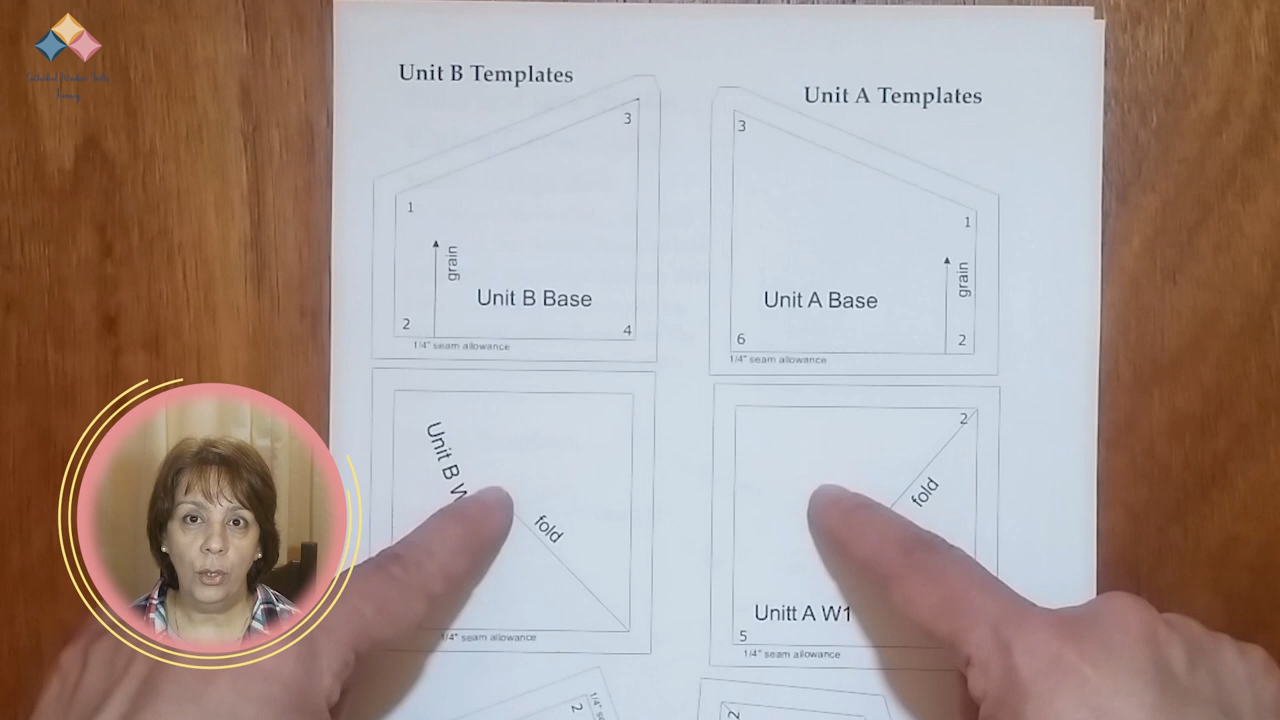 Unit B Templates
3
1
grain
Unit B Base
2
4
1/4" seam allowance
Unit B
fold
1/4" seam allowance
2
Unit A Templates
3
1
grain
Unit A Base
6
2
1/4" seam allowance
2
fold
Unitt A W1
5
1/4" seam allowance
2